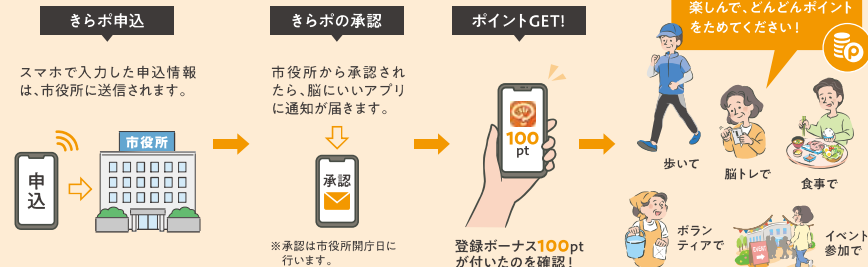 きらポ申込
スマホで入力した申込情報
は、市役所に送信されます。
申込
市役所
きらポの承認
市役所から承認され
たら、脳にいいアプリ
に通知が届きます。
承認
※承認は市役所開庁日に
行います。
ポイントGET!
100
pt
登録ボーナス100pt
が付いたのを確認!
楽しんで、どんどんポイント
をためてください!
P
歩いて
脳トレで
食事で
ボラン
ティアで
EVENT
イベント
参加で